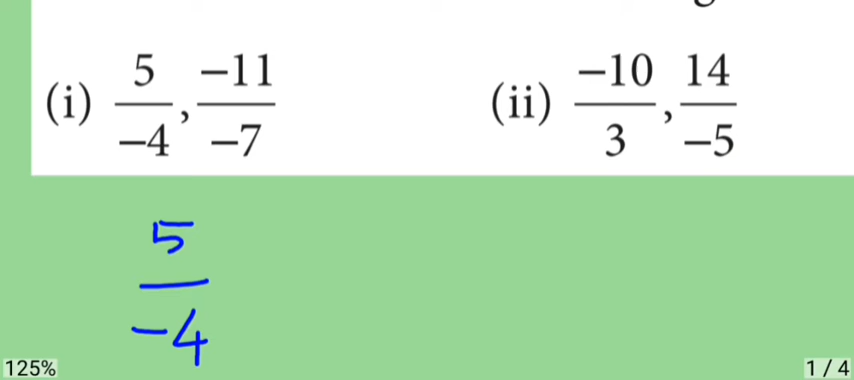 (i) 5/-4, -11/-7 (ii) -10/3, 14/-5
5
-4
125% 1 / 4